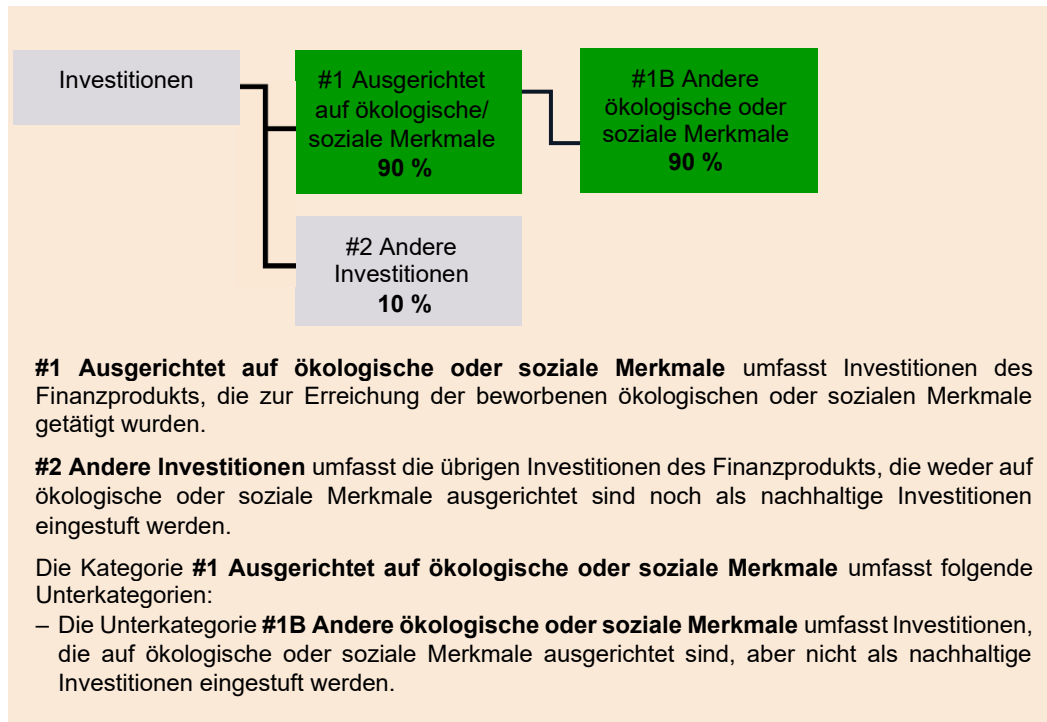 Investitionen
#1 Ausgerichtet
auf ökologische/
soziale Merkmale
90 %
#1B Andere
ökologische oder
soziale Merkmale
90 %
#2 Andere
Investitionen
10 %
#1 Ausgerichtet auf ökologische oder soziale Merkmale umfasst Investitionen des
Finanzprodukts, die zur Erreichung der beworbenen ökologischen oder sozialen Merkmale
getätigt wurden.
#2 Andere Investitionen umfasst die übrigen Investitionen des Finanzprodukts, die weder auf
ökologische oder soziale Merkmale ausgerichtet sind noch als nachhaltige Investitionen
eingestuft werden.
Die Kategorie #1 Ausgerichtet auf ökologische oder soziale Merkmale umfasst folgende
Unterkategorien:
– Die Unterkategorie #1B Andere ökologische oder soziale Merkmale umfasst Investitionen,
die auf ökologische oder soziale Merkmale ausgerichtet sind, aber nicht als nachhaltige
Investitionen eingestuft werden.